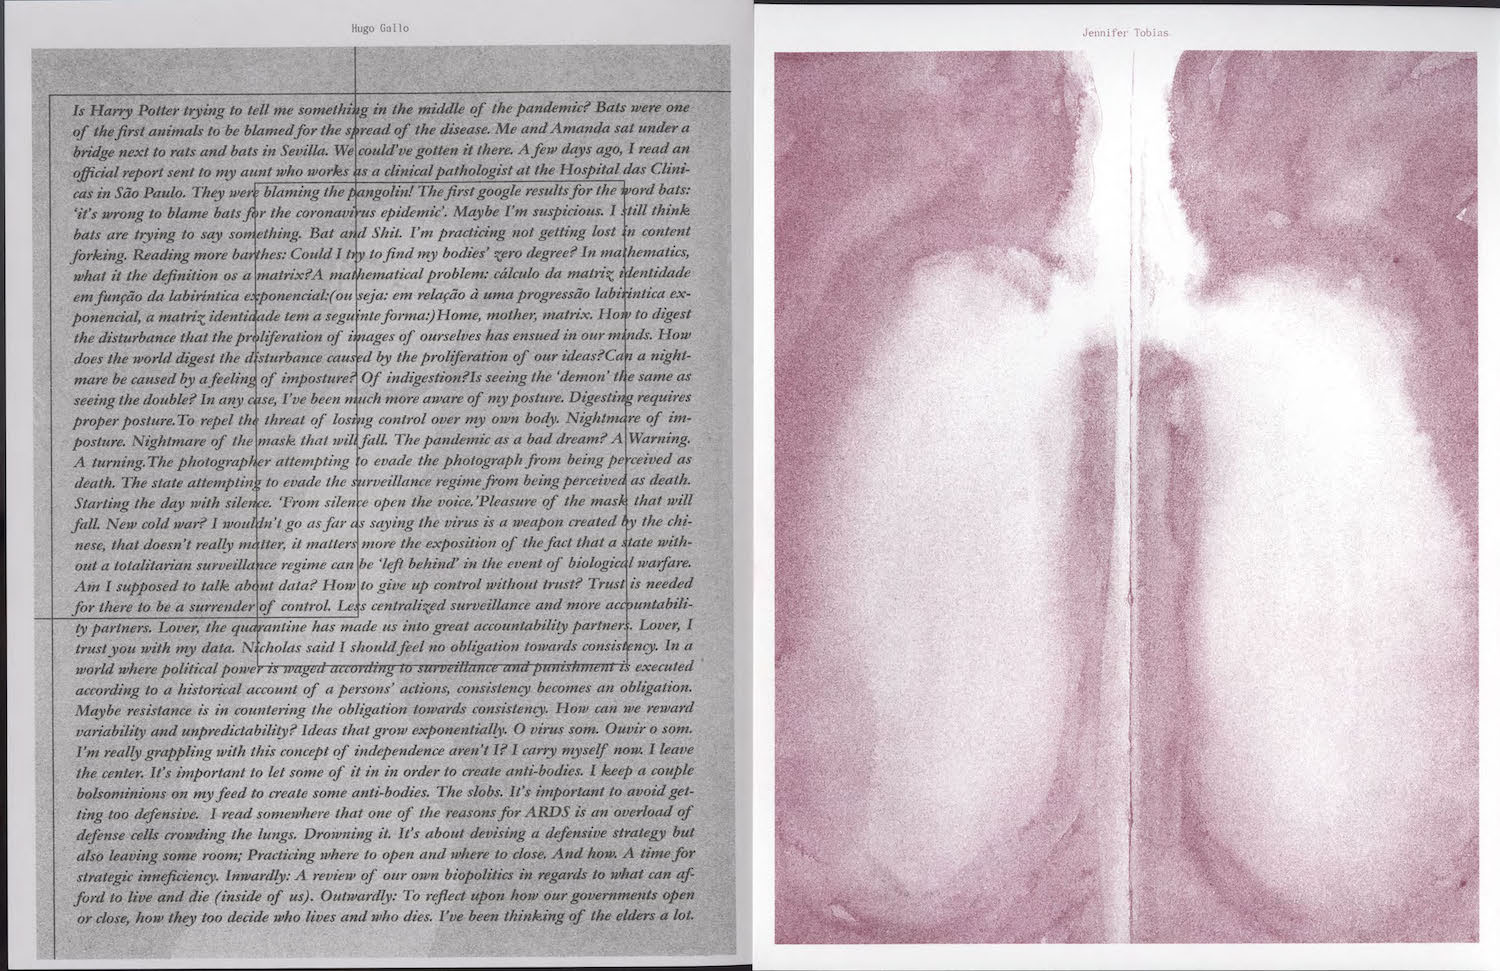 Hugo Gallo
Is Harry Potter trying to tell me something in the middle of the pandemic? Bats were one
of the first animals to be blamed for the spread of the disease. Me and Amanda sat under a
bridge next to rats and bats in Sevilla. We could've gotten it there. A few days ago, I read an
official report sent to my aunt who works as a clinical pathologist at the Hospital das Clini-
cas in São Paulo. They were blaming the pangolin! The first google results for the word bats:
'it's wrong to blame bats for the coronavirus epidemic'. Maybe I'm suspicious. I still think
bats are trying to say something. Bat and Shit. I'm practicing not getting lost in content
forking. Reading more barthes: Could I try to find my bodies' zero degree? In mathematics,
what it the definition os a matrix?A mathematical problem: cálculo da matriz identidade
em função da labiríntica exponencial:(ou seja: em relação à uma progressão labiríntica ex-
ponencial, a matriz identidade tem a seguinte forma:)Home, mother, matrix. How to digest
the disturbance that the proliferation of images of ourselves has ensued in our minds. How
does the world digest the disturbance caused by the proliferation of our ideas?Can a night-
mare be caused by a feeling of imposture? Of indigestion?Is seeing the 'demon' the same as
seeing the double? In any case, I've been much more aware of my posture. Digesting requires
proper posture.To repel the threat of losing control over my own body. Nightmare of im-
posture. Nightmare of the mask that will fall. The pandemic as a bad dream? A Warning.
A turning.The photographer attempting to evade the photograph from being perceived as
death. The state attempting to evade the surveillance regime from being perceived as death.
Starting the day with silence. 'From silence open the voice.'Pleasure of the mask that will
fall. New cold war? I wouldn't go as far as saying the virus is a weapon created by the chi-
nese, that doesn't really matter, it matters more the exposition of the fact that a state with-
out a totalitarian surveillance regime can be 'left behind' in the event of biological warfare.
Am I supposed to talk about data? How to give up control without trust? Trust is needed
for there to be a surrender of control. Less centralized surveillance and more accountabili-
ty partners. Lover, the quarantine has made us into great accountability partners. Lover, I
trust you with my data. Nicholas said I should feel no obligation towards consistency. In a
world where political power is waged according to surveillance and punishment is executed
according to a historical account of a persons' actions, consistency becomes an obligation.
Maybe resistance is in countering the obligation towards consistency. How can we reward
variability and unpredictability? Ideas that grow exponentially. O virus som. Ouvir o som.
I'm really grappling with this concept of independence aren't I? I carry myself now. I leave
the center. It's important to let some of it in in order to create anti-bodies. I keep a couple
bolsominions on my feed to create some anti-bodies. The slobs. It's important to avoid get-
ting too defensive.  I read somewhere that one of the reasons for ARDS is an overload of
defense cells crowding the lungs. Drowning it. It's about devising a defensive strategy but
also leaving some room; Practicing where to open and where to close. And how. A time for
strategic inneficiency. Inwardly: A review of our own biopolitics in regards to what can af-
ford to live and die (inside of us). Outwardly: To reflect upon how our governments open
or close, how they too decide who lives and who dies. I've been thinking of the elders a lot.
Jennifer Tobias